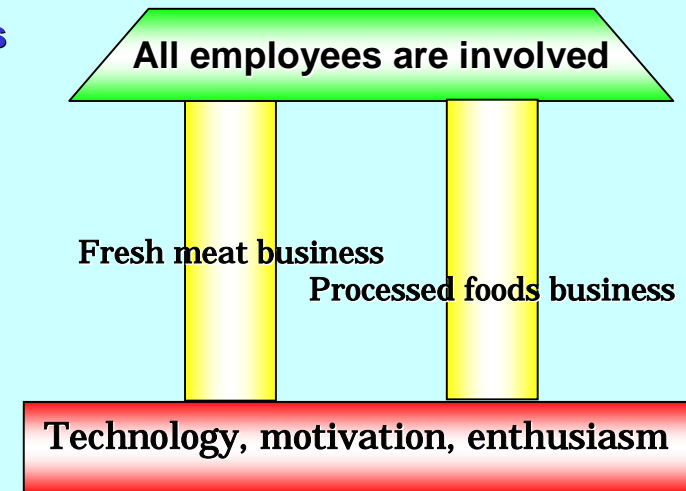 s
All employees are involved
Fresh meat business
Processed foods business
Technology, motivation, enthusiasm